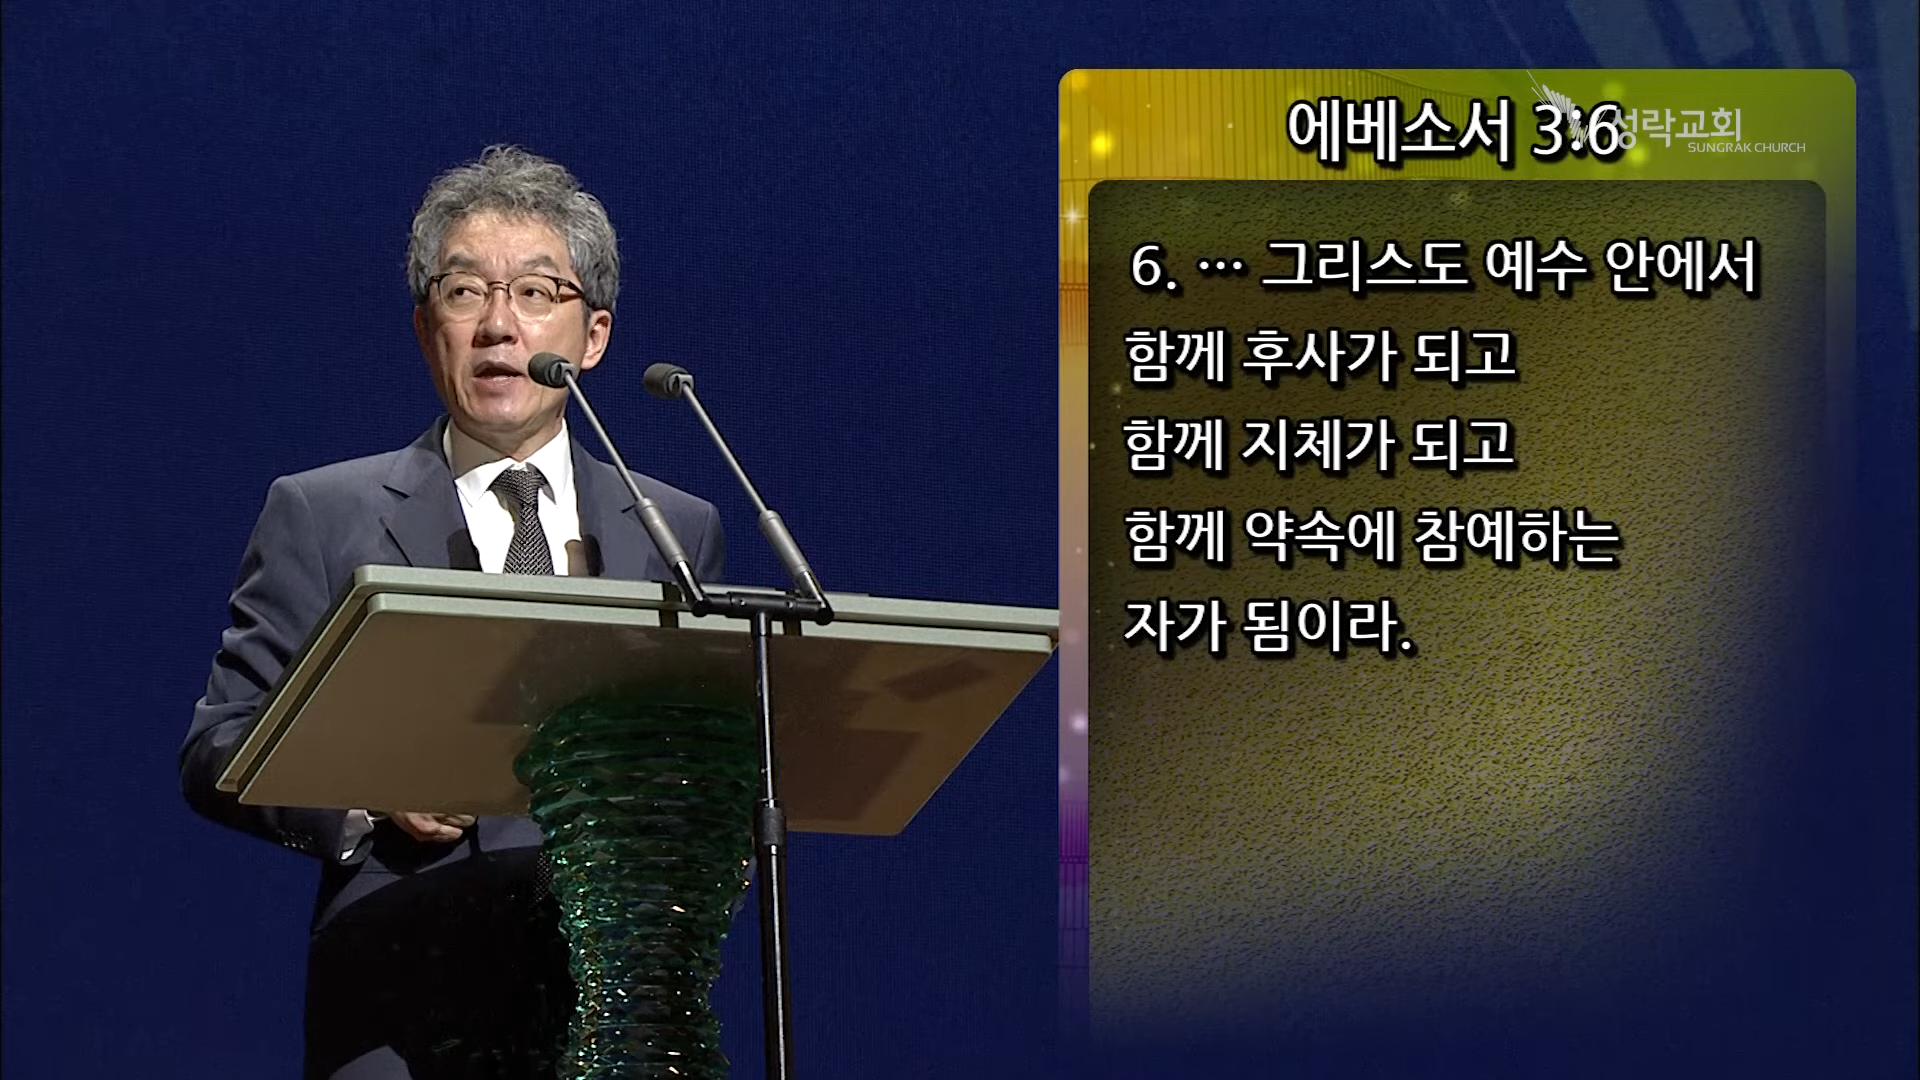 에베소서 3:6
성락교회
SUNGRAK CHURCH
6. … 그리스도 예수 안에서
함께 후사가 되고
함께 지체가 되고
함께 약속에 참예하는
자가 됨이라.